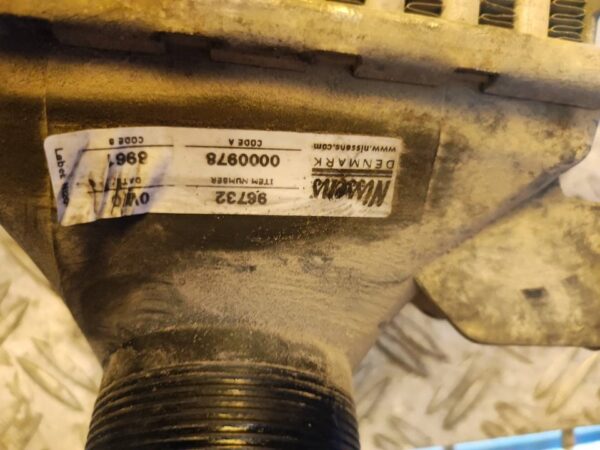 Nissens
DENMARK
www.nissens.com
96732
ITEM NUMBER
0000978
CODE A
3961
CODE B